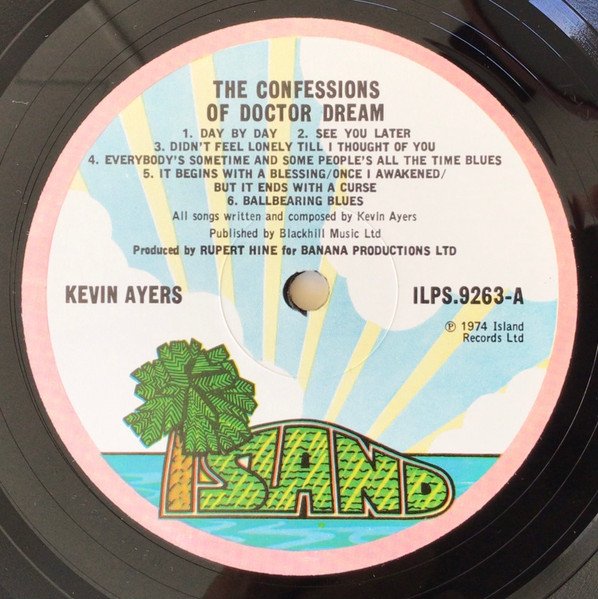 THE CONFESSIONS
OF DOCTOR DREAM
1. DAY BY DAY 2. SEE YOU LATER
3. DIDN'T FEEL LONELY TILL I THOUGHT OF YOU
4. EVERYBODY'S SOMETIME AND SOME PEOPLE'S ALL THE TIME BLUES
5. IT BEGINS WITH A BLESSING/ONCE I AWAKENED/
BUT IT ENDS WITH A CURSE
6. BALLBEARING BLUES
All songs written and composed by Kevin Ayers
Published by Blackhill Music Ltd
Produced by RUPERT HINE for BANANA PRODUCTIONS LTD
KEVIN AYERS
ILPS.9263-A
℗ 1974 Island
Records Ltd
ISLAND